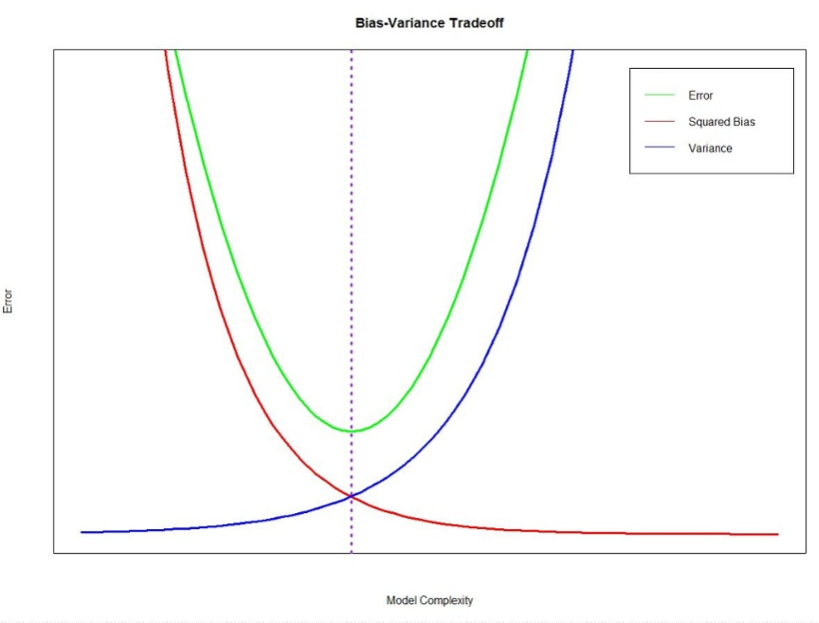 Bias-Variance Tradeoff
Error
Squared Bias
Variance
Error
Model Complexity